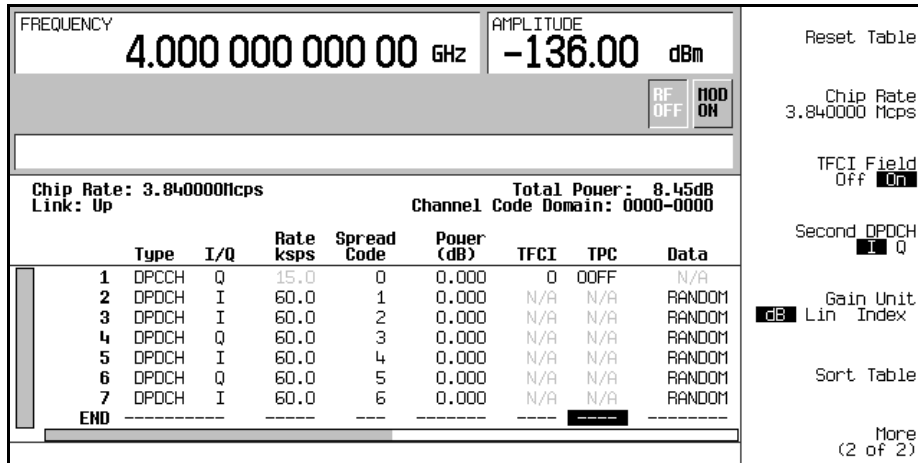 FREQUENCY
4.000 000 000 00 GHz
AMPLITUDE
-136.00 dBm
RF OFF
MOD ON
Chip Rate: 3.840000Mcps
Link: Up
Total Power: 8.45dB
Channel Code Domain: 0000-0000
Type I/Q Rate ksps Spread Code Power (dB) TFCI TPC Data
1 DPCCH Q 15.0 0 0.000 0 00FF N/A
2 DPDCH I 60.0 1 0.000 N/A N/A RANDOM
3 DPDCH I 60.0 2 0.000 N/A N/A RANDOM
4 DPDCH Q 60.0 3 0.000 N/A N/A RANDOM
5 DPDCH I 60.0 4 0.000 N/A N/A RANDOM
6 DPDCH Q 60.0 5 0.000 N/A N/A RANDOM
7 DPDCH I 60.0 6 0.000 N/A N/A RANDOM
END ---------- ----- --- ------- ---- ---- --------
Reset Table
Chip Rate
3.840000 Mcps
TFCI Field
Off On
Second DPDCH
I Q
Gain Unit
dB Lin Index
Sort Table
More
(2 of 2)